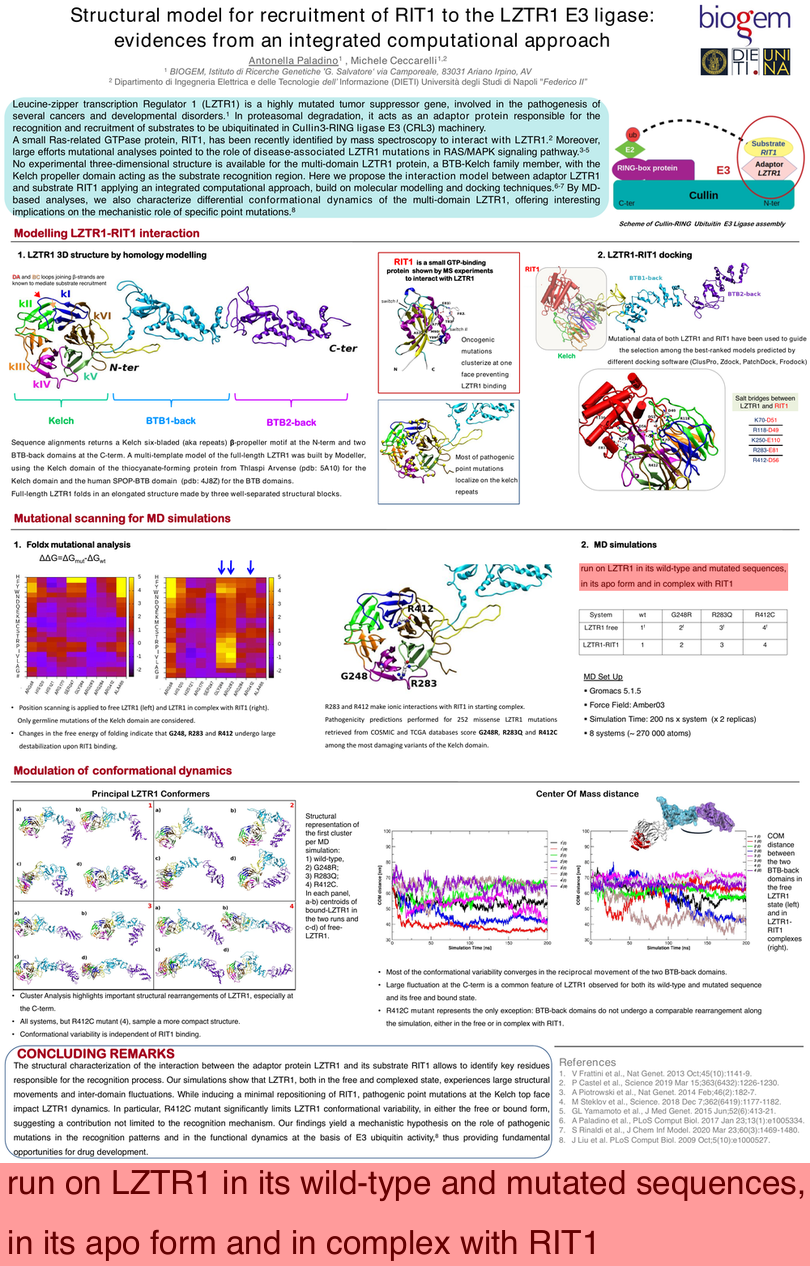 Structural model for recruitment of RIT1 to the LZTR1 E3 ligase:
evidences from an integrated computational approach
Antonella Paladino1 , Michele Ceccarelli1,2
1 BIOGEM, Istituto di Ricerche Genetiche 'G. Salvatore' via Camporeale, 83031 Ariano Irpino, AV
2 Dipartimento di Ingegneria Elettrica e delle Tecnologie dell' Informazione (DIETI) Università degli Studi di Napoli "Federico II"
biogem
DIE UNI
TI. NA
Leucine-zipper transcription Regulator 1 (LZTR1) is a highly mutated tumor suppressor gene, involved in the pathogenesis of
several cancers and developmental disorders.1 In proteasomal degradation, it acts as an adaptor protein responsible for the
recognition and recruitment of substrates to be ubiquitinated in Cullin3-RING ligase E3 (CRL3) machinery.
A small Ras-related GTPase protein, RIT1, has been recently identified by mass spectroscopy to interact with LZTR1.2 Moreover,
large efforts mutational analyses pointed to the role of disease-associated LZTR1 mutations in RAS/MAPK signaling pathway.3-5
No experimental three-dimensional structure is available for the multi-domain LZTR1 protein, a BTB-Kelch family member, with the
Kelch propeller domain acting as the substrate recognition region. Here we propose the interaction model between adaptor LZTR1
and substrate RIT1 applying an integrated computational approach, build on molecular modelling and docking techniques.6-7 By MD-
based analyses, we also characterize differential conformational dynamics of the multi-domain LZTR1, offering interesting
implications on the mechanistic role of specific point mutations.8
ub
E2
RING-box protein
E3
Substrate
RIT1
Adaptor
LZTR1
Cullin
C-ter
N-ter
Scheme of Cullin-RING Ubituitin E3 Ligase assembly
Modelling LZTR1-RIT1 interaction
1. LZTR1 3D structure by homology modelling
DA and BC loops joining β-strands are
known to mediate substrate recruitment
kI
kII
kVI
kIII
kIV
kV
N-ter
C-ter
Kelch
BTB1-back
BTB2-back
Sequence alignments returns a Kelch six-bladed (aka repeats) β-propeller motif at the N-term and two
BTB-back domains at the C-term. A multi-template model of the full-length LZTR1 was built by Modeller,
using the Kelch domain of the thiocyanate-forming protein from Thlaspi Arvense (pdb: 5A10) for the
Kelch domain and the human SPOP-BTB domain (pdb: 4J8Z) for the BTB domains.
Full-length LZTR1 folds in an elongated structure made by three well-separated structural blocks.
RIT1 is a small GTP-binding
protein shown by MS experiments
to interact with LZTR1
switch I
switch II
N
C
Oncogenic
mutations
clusterize at one
face preventing
LZTR1 binding
Most of pathogenic
point mutations
localize on the kelch
repeats
2. LZTR1-RIT1 docking
RIT1
BTB1-back
BTB2-back
Kelch
Mutational data of both LZTR1 and RIT1 have been used to guide
the selection among the best-ranked models predicted by
different docking software (ClusPro, Zdock, PatchDock, Frodock)
Salt bridges between
LZTR1 and RIT1
K70-D51
R118-D49
K250-E110
R283-E81
R412-D56
Mutational scanning for MD simulations
1. Foldx mutational analysis
ΔΔG=ΔGmut-ΔGwt
R412
G248
R283
Position scanning is applied to free LZTR1 (left) and LZTR1 in complex with RIT1 (right).
Only germline mutations of the Kelch domain are considered.
Changes in the free energy of folding indicate that G248, R283 and R412 undergo large
destabilization upon RIT1 binding.
R283 and R412 make ionic interactions with RIT1 in starting complex.
Pathogenicity predictions performed for 252 missense LZTR1 mutations
retrieved from COSMIC and TCGA databases score G248R, R283Q and R412C
among the most damaging variants of the Kelch domain.
2. MD simulations
run on LZTR1 in its wild-type and mutated sequences,
in its apo form and in complex with RIT1
System wt G248R R283Q R412C
LZTR1 free 1f 2f 3f 4f
LZTR1-RIT1 1 2 3 4
MD Set Up
Gromacs 5.1.5
Force Field: Amber03
Simulation Time: 200 ns x system (x 2 replicas)
8 systems (~ 270 000 atoms)
Modulation of conformational dynamics
Principal LZTR1 Conformers
Structural
representation of
the first cluster
per MD
simulation:
1) wild-type,
2) G248R;
3) R283Q;
4) R412C.
In each panel,
a-b) centroids of
bound-LZTR1 in
the two runs and
c-d) of free-
LZTR1.
Cluster Analysis highlights important structural rearrangements of LZTR1, especially at
the C-term.
All systems, but R412C mutant (4), sample a more compact structure.
Conformational variability is independent of RIT1 binding.
Center Of Mass distance
COM distance [nm]
Simulation Time (ns)
COM distance [nm]
Simulation Time (ns)
COM
distance
between
the two
BTB-back
domains in
the free
LZTR1
state (left)
and in
LZTR1-
RIT1
complexes
(right).
Most of the conformational variability converges in the reciprocal movement of the two BTB-back domains.
Large fluctuation at the C-term is a common feature of LZTR1 observed for both its wild-type and mutated sequence
and its free and bound state.
R412C mutant represents the only exception: BTB-back domains do not undergo a comparable rearrangement along
the simulation, either in the free or in complex with RIT1.
CONCLUDING REMARKS
The structural characterization of the interaction between the adaptor protein LZTR1 and its substrate RIT1 allows to identify key residues
responsible for the recognition process. Our simulations show that LZTR1, both in the free and complexed state, experiences large structural
movements and inter-domain fluctuations. While inducing a minimal repositioning of RIT1, pathogenic point mutations at the Kelch top face
impact LZTR1 dynamics. In particular, R412C mutant significantly limits LZTR1 conformational variability, in either the free or bound form,
suggesting a contribution not limited to the recognition mechanism. Our findings yield a mechanistic hypothesis on the role of pathogenic
mutations in the recognition patterns and in the functional dynamics at the basis of E3 ubiquitin activity,8 thus providing fundamental
opportunities for drug development.
References
1. V Frattini et al., Nat Genet. 2013 Oct;45(10):1141-9.
2. P Castel et al., Science 2019 Mar 15;363(6432):1226-1230.
3. A Piotrowski et al., Nat Genet. 2014 Feb;46(2):182-7.
4. M Steklov et al., Science. 2018 Dec 7;362(6419):1177-1182.
5. GL Yamamoto et al., J Med Genet. 2015 Jun;52(6):413-21.
6. A Paladino et al., PLoS Comput Biol. 2017 Jan 23;13(1):e1005334.
7. S Rinaldi et al., J Chem Inf Model. 2020 Mar 23;60(3):1469-1480.
8. J Liu et al. PLoS Comput Biol. 2009 Oct;5(10):e1000527.
run on LZTR1 in its wild-type and mutated sequences,
in its apo form and in complex with RIT1